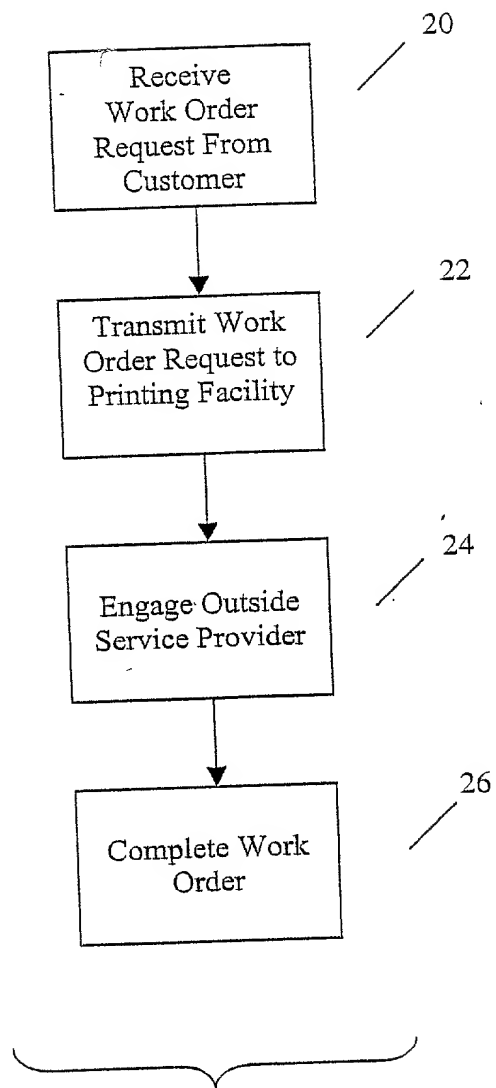 20
Receive
Work Order
Request From
Customer
22
Transmit Work
Order Request to
Printing Facility
24
Engage Outside
Service Provider
26
Complete Work
Order